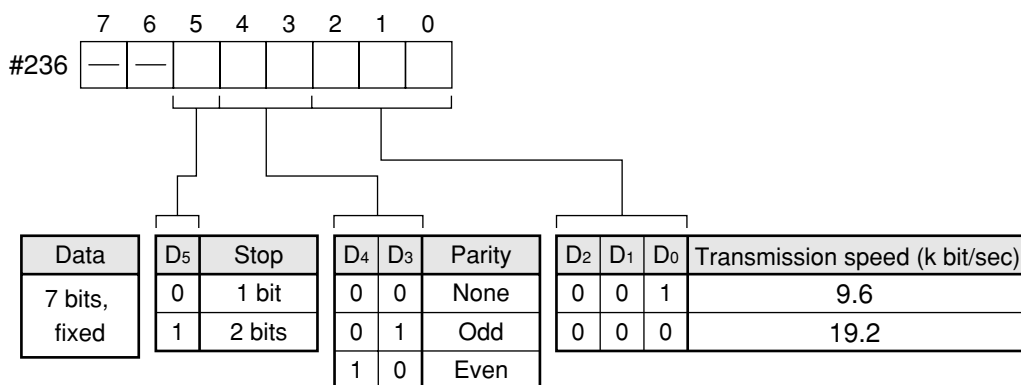 7 6 5 4 3 2 1 0
#236 — —
Data
7 bits,
fixed
D5 Stop
0 1 bit
1 2 bits
D4 D3 Parity
0 0 None
0 1 Odd
1 0 Even
D2 D1 D0 Transmission speed (k bit/sec)
0 0 1 9.6
0 0 0 19.2